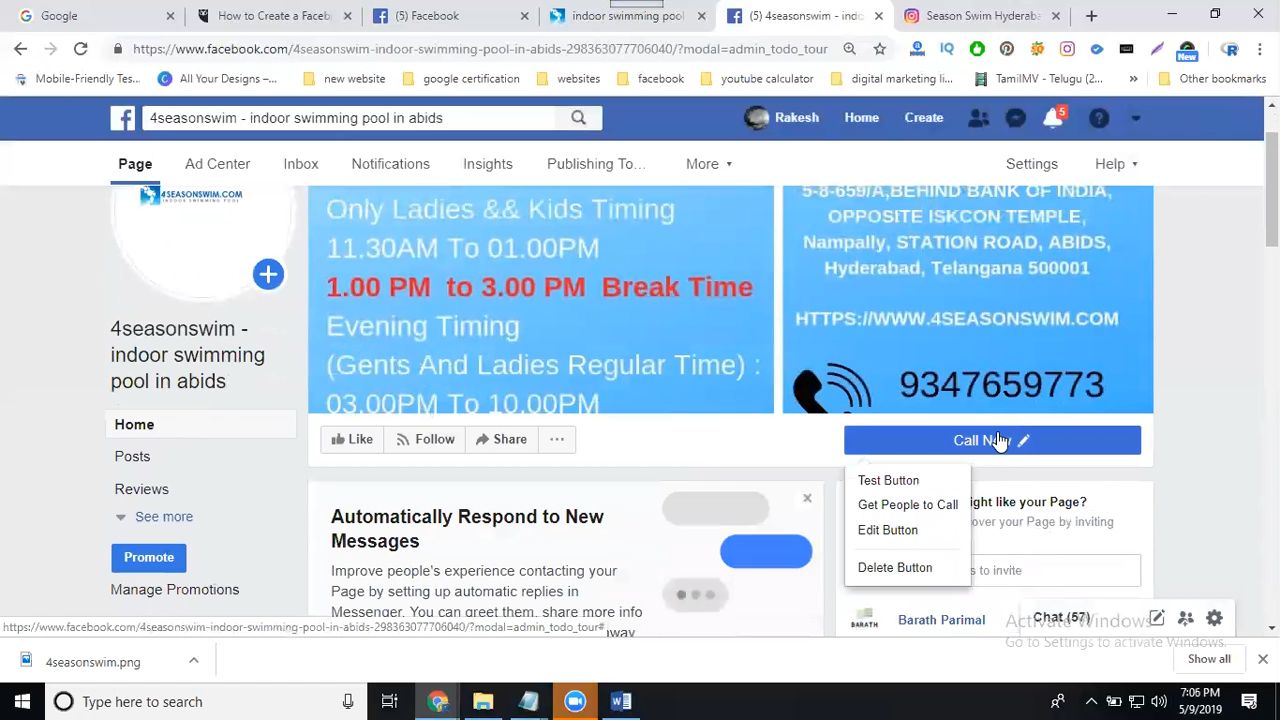 Google
How to Create a Faceb
(5) Facebook
indoor swimming pool
(5) 4seasonswim - indo
Season Swim Hyderaba
https://www.facebook.com/4seasonswim-indoor-swimming-pool-in-abids-298363077706040/?modal=admin_todo_tour
New
Mobile-Friendly Tes...
All Your Designs –...
new website
google certification
websites
facebook
youtube calculator
digital marketing li...
TamilMV - Telugu (2...
Other bookmarks
4seasonswim - indoor swimming pool in abids
Rakesh
Home
Create
5
Page
Ad Center
Inbox
Notifications
Insights
Publishing To...
More
Settings
Help
4SEASONSWIM.COM
INDOOR SWIMMING POOL
Only Ladies && Kids Timing
11.30AM To 01.00PM
1.00 PM to 3.00 PM Break Time
Evening Timing
(Gents And Ladies Regular Time) :
03.00PM To 10.00PM
5-8-659/A,BEHIND BANK OF INDIA,
OPPOSITE ISKCON TEMPLE,
Nampally, STATION ROAD, ABIDS,
Hyderabad, Telangana 500001
HTTPS://WWW.4SEASONSWIM.COM
9347659773
4seasonswim -
indoor swimming
pool in abids
Home
Posts
Reviews
See more
Promote
Manage Promotions
Like
Follow
Share
...
Call Now
Test Button
Get People to Call
Edit Button
Delete Button
Automatically Respond to New
Messages
Improve people's experience contacting your
Page by setting up automatic replies in
Messenger. You can greet them, share more info
ight like your Page?
over your Page by inviting
s to invite
BARATH
Barath Parimal
Chat (57)
Activate Windows
Go to Settings to activate Windows.
https://www.facebook.com/4seasonswim-indoor-swimming-pool-in-abids-298363077706040/?modal=admin_todo_tour#
4seasonswim.png
Show all
Type here to search
7:06 PM
5/9/2019